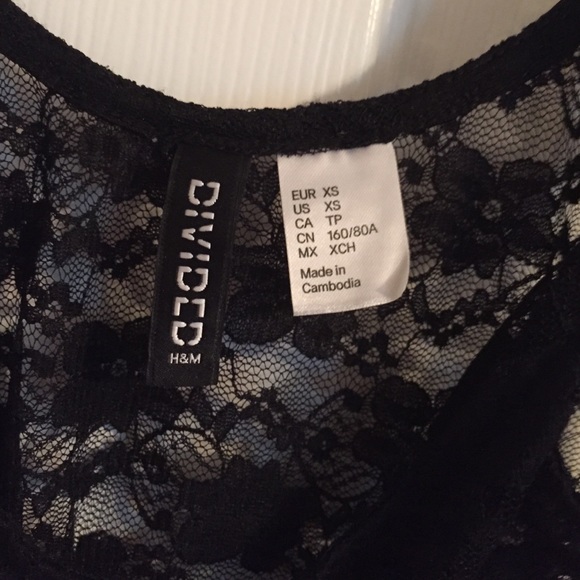 DIVIDED
H&M
EUR XS
US XS
CA TP
CN 160/80A
MX XCH
Made in
Cambodia